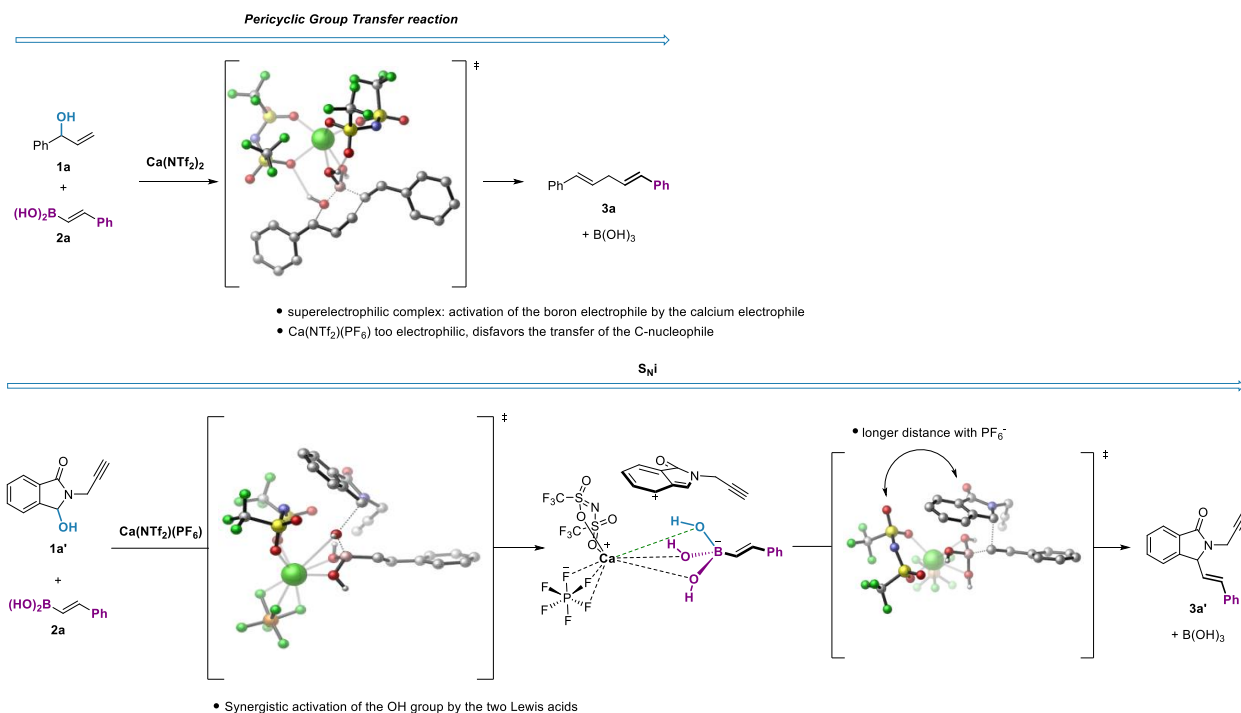 Pericyclic Group Transfer reaction
‡
OH
Ph
1a
+
(HO)2B
Ph
2a
Ca(NTf2)2
Ph
Ph
3a
+ B(OH)3
• superelectrophilic complex: activation of the boron electrophile by the calcium electrophile
• Ca(NTf2)(PF6) too electrophilic, disfavors the transfer of the C-nucleophile
SNi
‡
• longer distance with PF6-
‡
O
N
OH
1a'
+
(HO)2B
Ph
2a
Ca(NTf2)(PF6)
O
N
+
O
F3C S N
O
F3C S O
O
O
H O
H O B - Ph
O
H
+
Ca
-
F F
F P F
F F
O
N
Ph
3a'
+ B(OH)3
• Synergistic activation of the OH group by the two Lewis acids